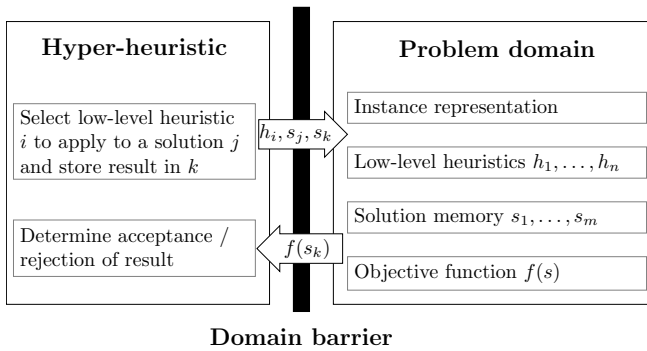 Hyper-heuristic
Select low-level heuristic
i to apply to a solution j
and store result in k
Determine acceptance /
rejection of result
h_i, s_j, s_k
f(s_k)
Problem domain
Instance representation
Low-level heuristics h_1, ..., h_n
Solution memory s_1, ..., s_m
Objective function f(s)
Domain barrier